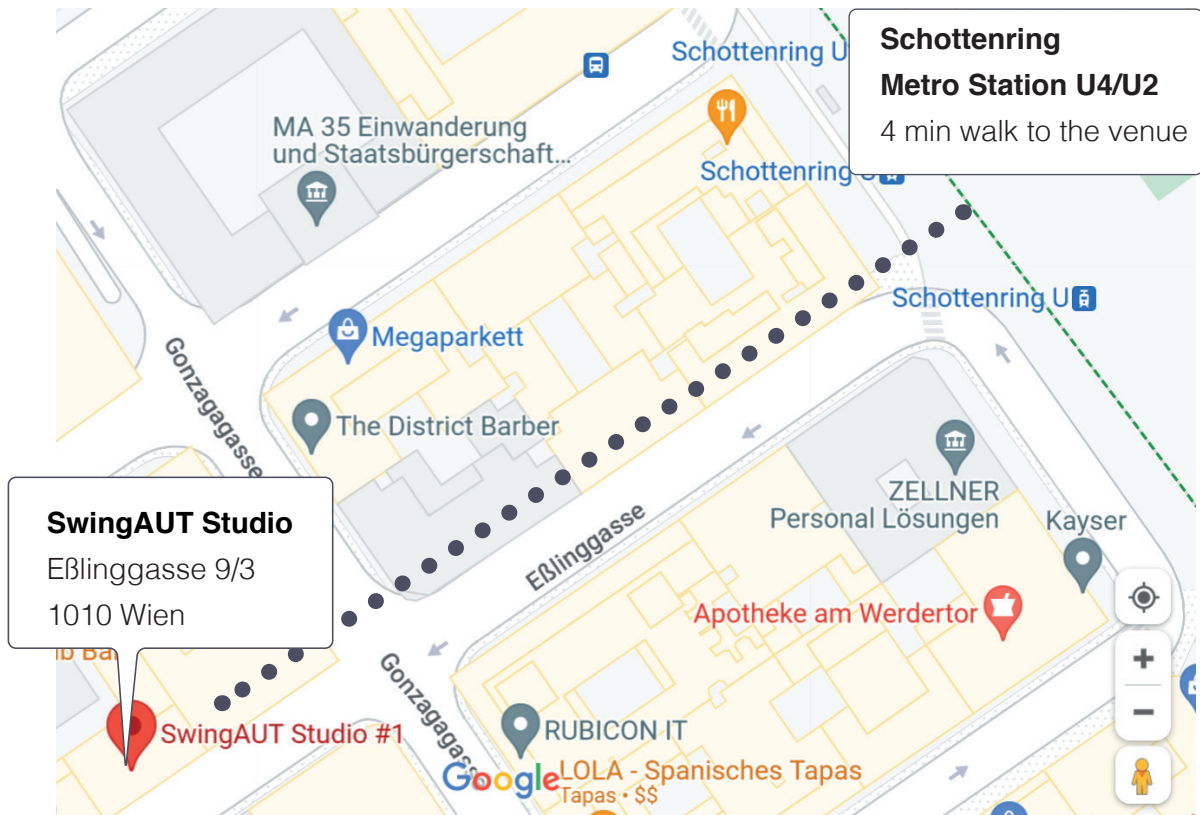 Schottenring
Metro Station U4/U2
4 min walk to the venue
Schottenring U
MA 35 Einwanderung
und Staatsbürgerschaft...
Schottenring
Schottenring U
Megaparkett
Gonzagagasse
The District Barber
ZELLNER
Personal Lösungen
Kayser
SwingAUT Studio
Eßlinggasse 9/3
1010 Wien
Eßlinggasse
Apotheke am Werdertor
Gonzagagass
SwingAUT Studio #1
RUBICON IT
Google
LOLA - Spanisches Tapas
Tapas • $$